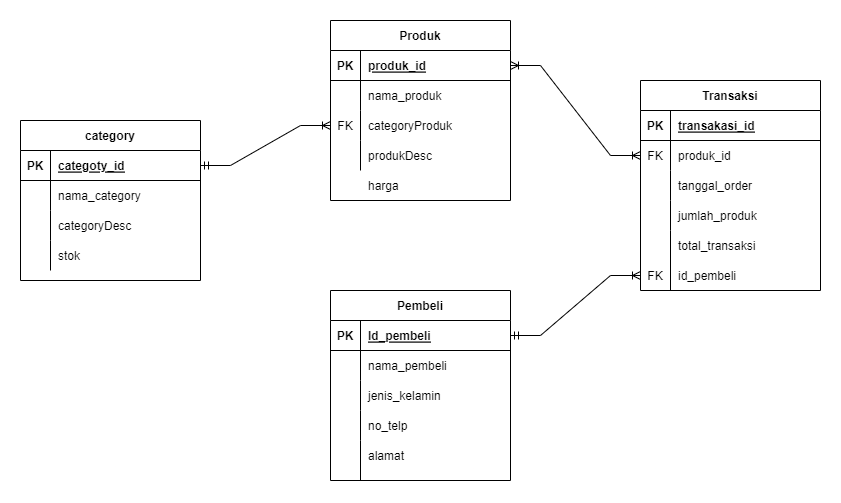 Produk
PK produk_id
nama_produk
FK categoryProduk
produkDesc
harga
category
PK categoty_id
nama_category
categoryDesc
stok
Transaksi
PK transakasi_id
FK produk_id
tanggal_order
jumlah_produk
total_transaksi
FK id_pembeli
Pembeli
PK Id_pembeli
nama_pembeli
jenis_kelamin
no_telp
alamat